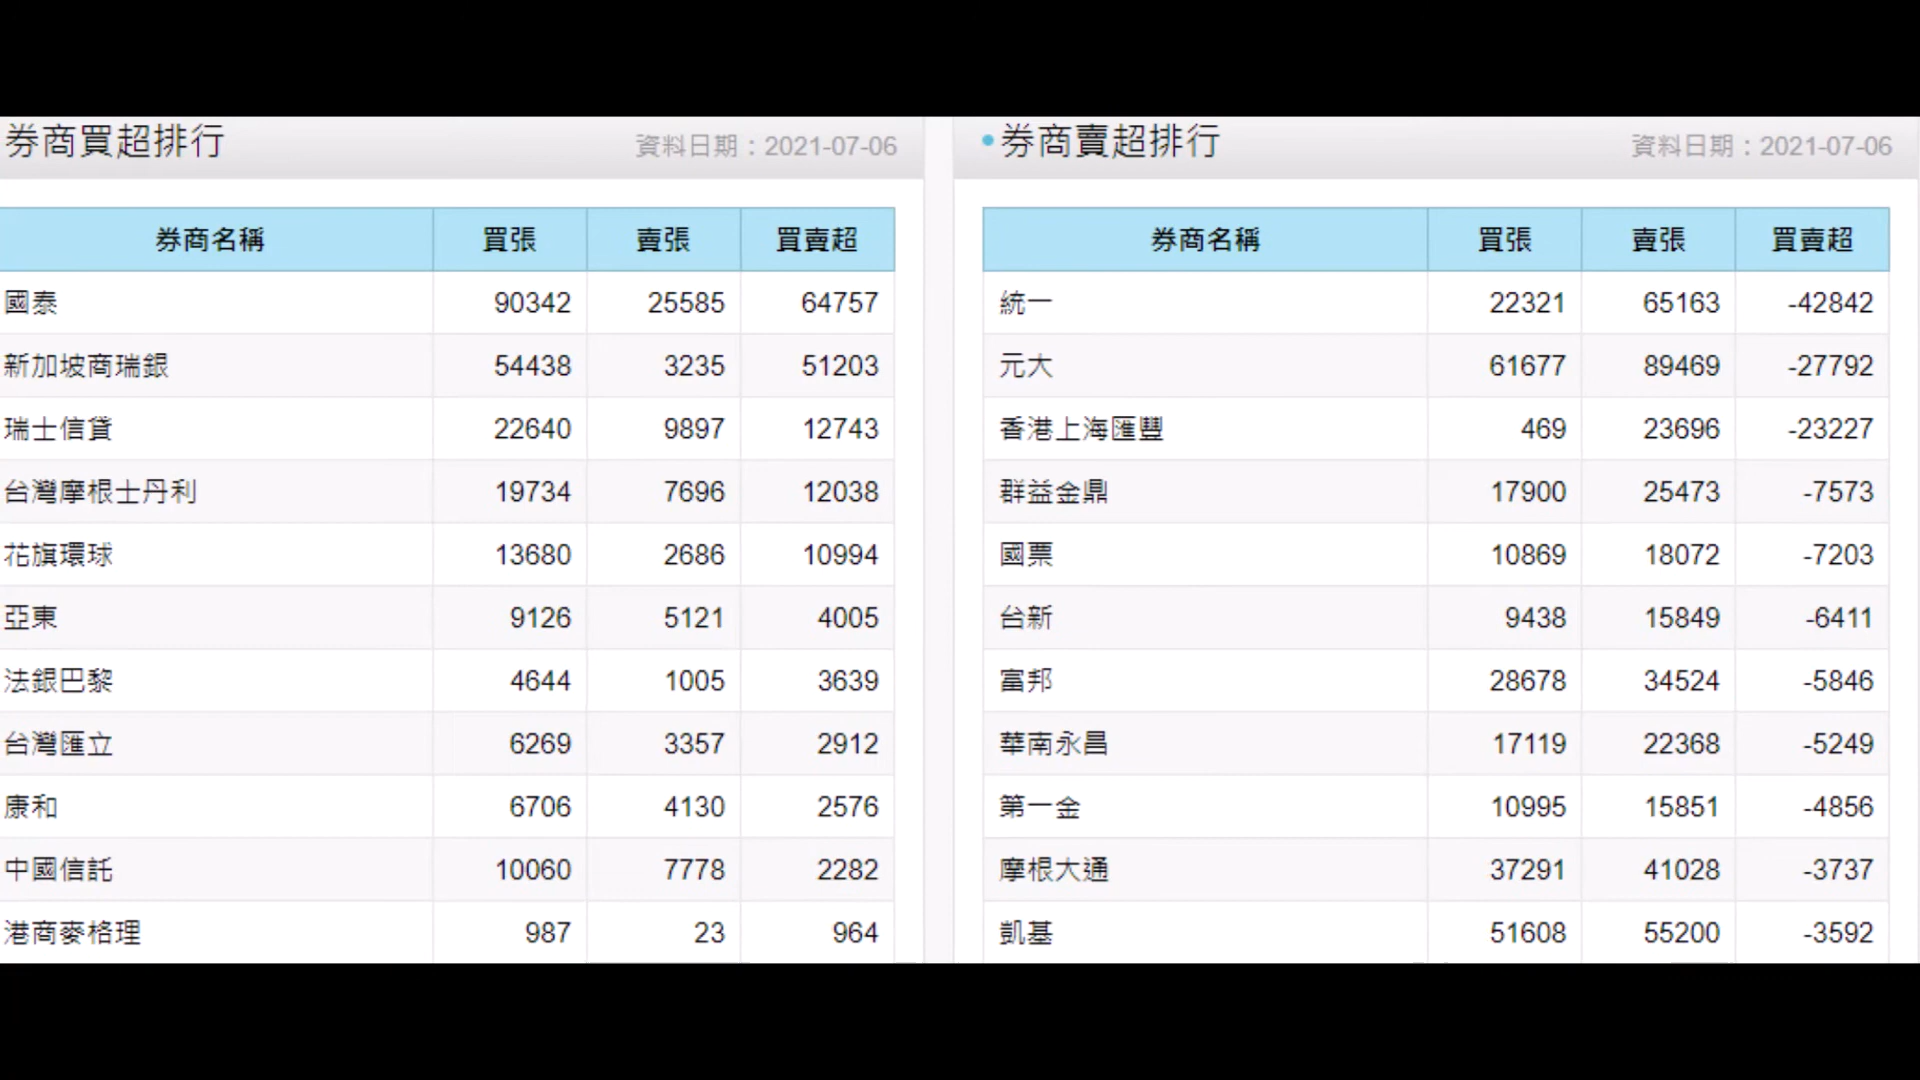 券商買超排行 資料日期：2021-07-06
券商名稱 買張 賣張 買賣超
國泰 90342 25585 64757
新加坡商瑞銀 54438 3235 51203
瑞士信貸 22640 9897 12743
台灣摩根士丹利 19734 7696 12038
花旗環球 13680 2686 10994
亞東 9126 5121 4005
法銀巴黎 4644 1005 3639
台灣匯立 6269 3357 2912
康和 6706 4130 2576
中國信託 10060 7778 2282
港商麥格理 987 23 964
券商賣超排行 資料日期：2021-07-06
券商名稱 買張 賣張 買賣超
統一 22321 65163 -42842
元大 61677 89469 -27792
香港上海匯豐 469 23696 -23227
群益金鼎 17900 25473 -7573
國票 10869 18072 -7203
台新 9438 15849 -6411
富邦 28678 34524 -5846
華南永昌 17119 22368 -5249
第一金 10995 15851 -4856
摩根大通 37291 41028 -3737
凱基 51608 55200 -3592